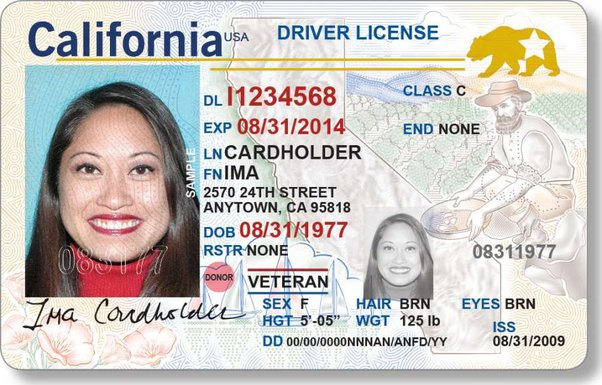 California USA DRIVER LICENSE
DL I1234568 CLASS C
EXP 08/31/2014 END NONE
LN CARDHOLDER
FN IMA
2570 24TH STREET
ANYTOWN, CA 95818
DOB 08/31/1977
RSTR NONE
08311977
SAMPLE
083177
DONOR
VETERAN
SEX F HAIR BRN EYES BRN
HGT 5'-05" WGT 125 lb ISS
DD 00/00/0000NNNAN/ANFD/YY 08/31/2009
Ima Cardholder